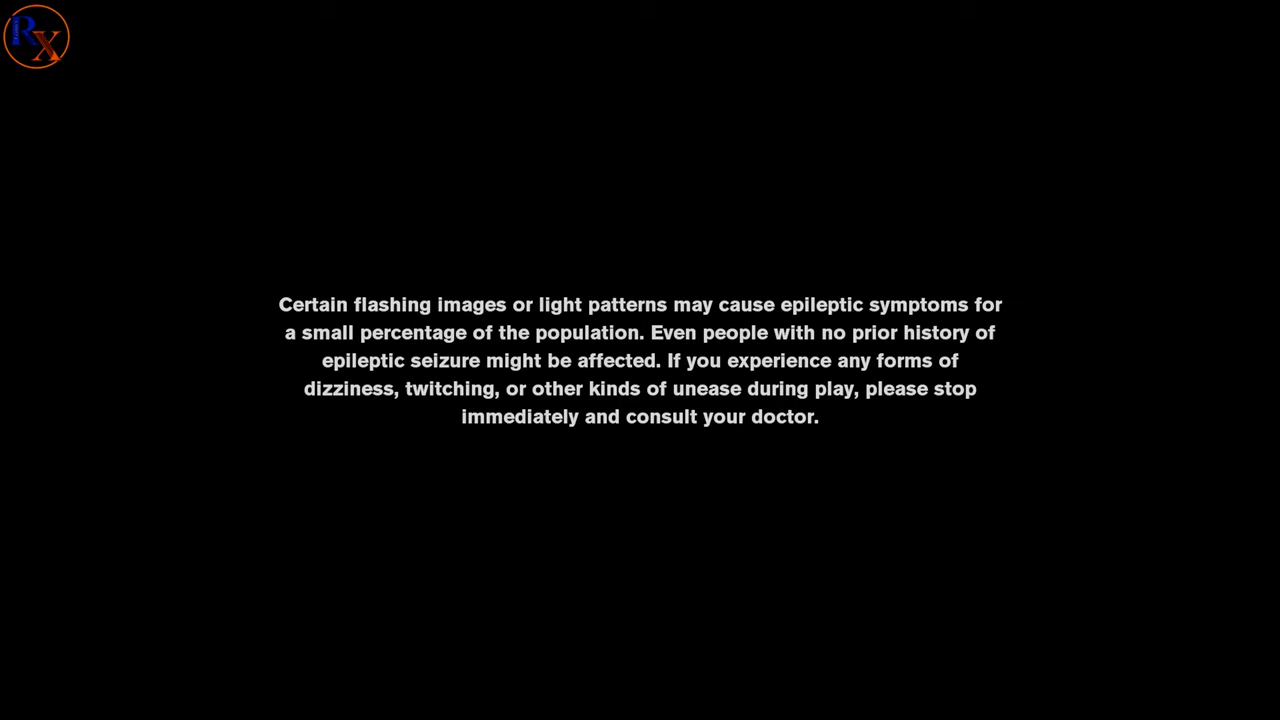 RX
Certain flashing images or light patterns may cause epileptic symptoms for
a small percentage of the population. Even people with no prior history of
epileptic seizure might be affected. If you experience any forms of
dizziness, twitching, or other kinds of unease during play, please stop
immediately and consult your doctor.